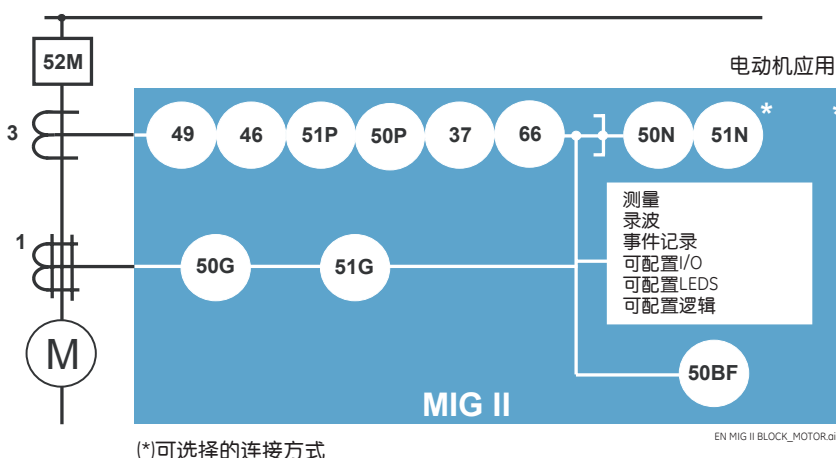 52M
电动机应用
3
49 46 51P 50P 37 66 50N 51N *
*
测量
录波
事件记录
可配置I/O
可配置LEDS
可配置逻辑
1
50G 51G
M
50BF
MIG II
EN MIG II BLOCK_MOTOR.ai
(*)可选择的连接方式